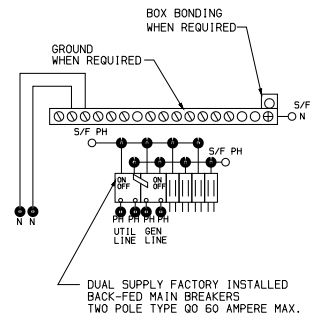 BOX BONDING
WHEN REQUIRED
GROUND
WHEN REQUIRED
S/F
N
S/F PH
S/F PH
ON
OFF
ON
OFF
N N
PH PH PH PH
UTIL GEN
LINE LINE
DUAL SUPPLY FACTORY INSTALLED
BACK-FED MAIN BREAKERS
TWO POLE TYPE QO 60 AMPERE MAX.